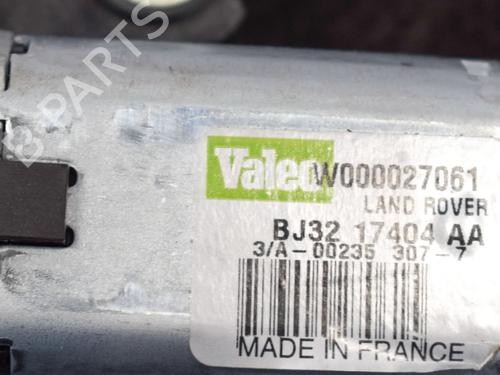 Valeo W000027061
LAND ROVER
BJ32 17404 AA
3/A-00235 307-7
MADE IN FRANCE
B-PARTS